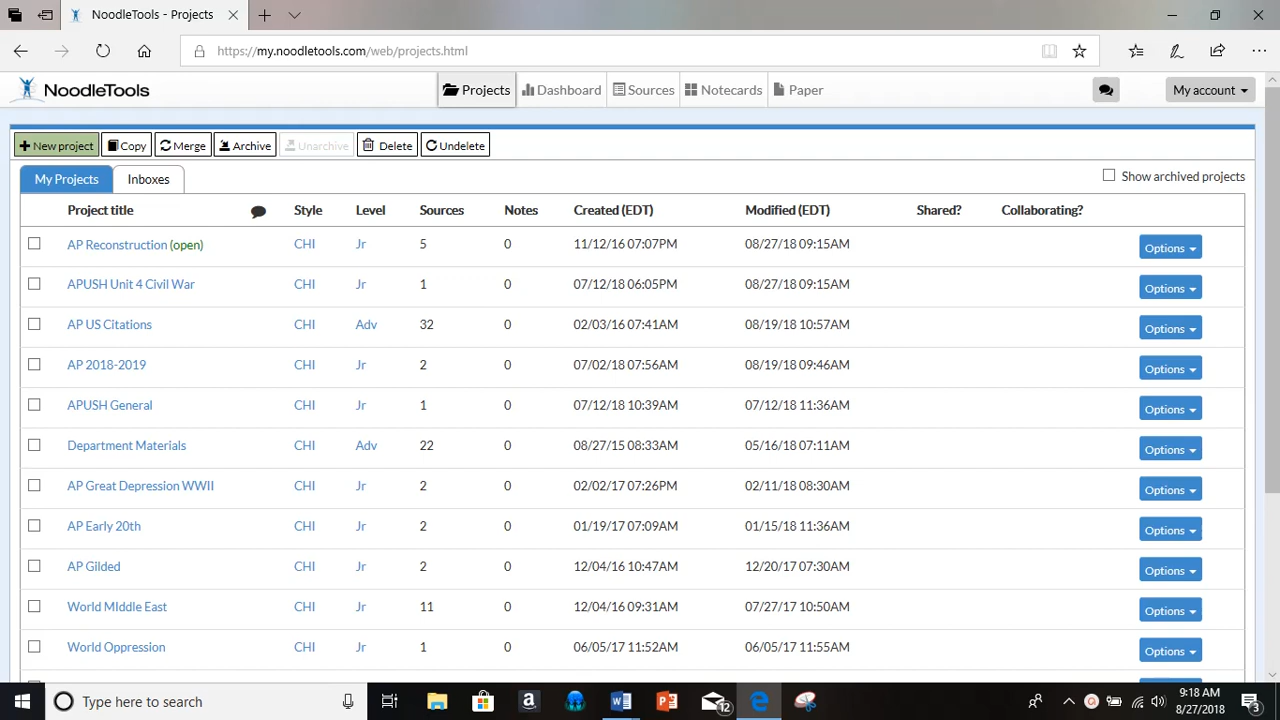 NoodleTools - Projects
https://my.noodletools.com/web/projects.html
NoodleTools
Projects
Dashboard
Sources
Notecards
Paper
My account
New project
Copy
Merge
Archive
Unarchive
Delete
Undelete
My Projects
Inboxes
Show archived projects
Project title Style Level Sources Notes Created (EDT) Modified (EDT) Shared? Collaborating?
AP Reconstruction (open) CHI Jr 5 0 11/12/16 07:07PM 08/27/18 09:15AM Options
APUSH Unit 4 Civil War CHI Jr 1 0 07/12/18 06:05PM 08/27/18 09:15AM Options
AP US Citations CHI Adv 32 0 02/03/16 07:41AM 08/19/18 10:57AM Options
AP 2018-2019 CHI Jr 2 0 07/02/18 07:56AM 08/19/18 09:46AM Options
APUSH General CHI Jr 1 0 07/12/18 10:39AM 07/12/18 11:36AM Options
Department Materials CHI Adv 22 0 08/27/15 08:33AM 05/16/18 07:11AM Options
AP Great Depression WWII CHI Jr 2 0 02/02/17 07:26PM 02/11/18 08:30AM Options
AP Early 20th CHI Jr 2 0 01/19/17 07:09AM 01/15/18 11:36AM Options
AP Gilded CHI Jr 2 0 12/04/16 10:47AM 12/20/17 07:30AM Options
World MIddle East CHI Jr 11 0 12/04/16 09:31AM 07/27/17 10:50AM Options
World Oppression CHI Jr 1 0 06/05/17 11:52AM 06/05/17 11:55AM Options
Type here to search
12
9:18 AM
8/27/2018
3